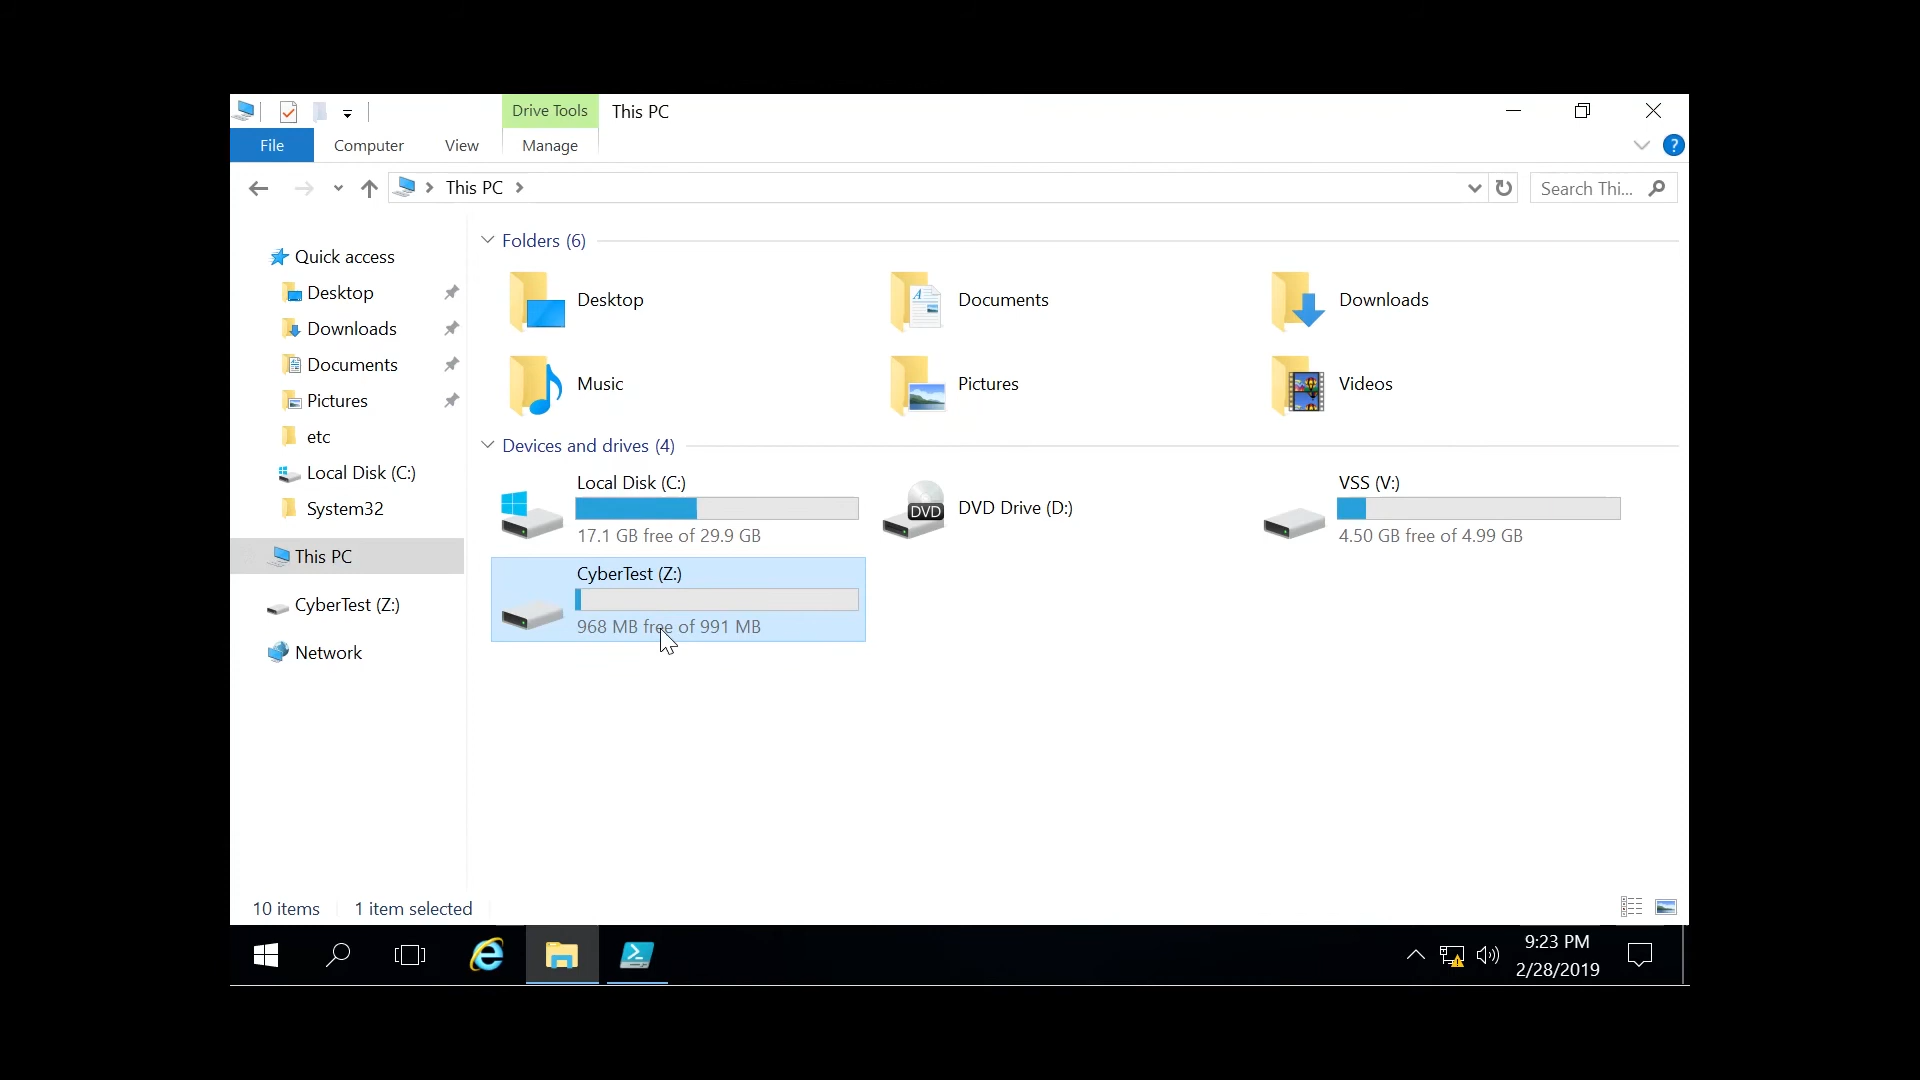 Drive Tools
This PC
File
Computer
View
Manage
?
This PC
Search Thi...
Quick access
Desktop
Downloads
Documents
Pictures
etc
Local Disk (C:)
System32
This PC
CyberTest (Z:)
Network
Folders (6)
Desktop
Documents
Downloads
Music
Pictures
Videos
Devices and drives (4)
Local Disk (C:)
17.1 GB free of 29.9 GB
DVD
DVD Drive (D:)
VSS (V:)
4.50 GB free of 4.99 GB
CyberTest (Z:)
968 MB free of 991 MB
10 items
1 item selected
9:23 PM
2/28/2019